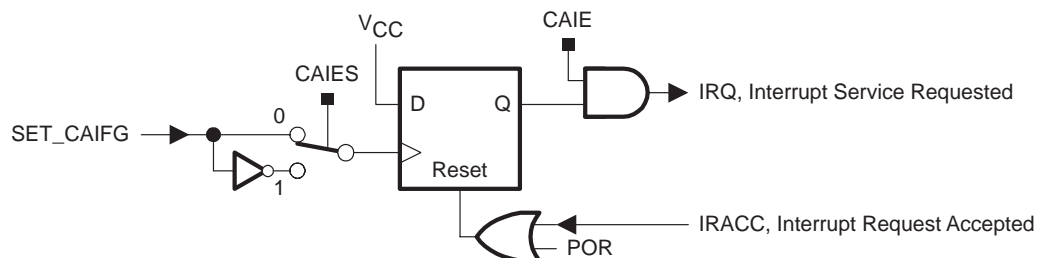 CAIE
VCC
CAIES
D
Q
IRQ, Interrupt Service Requested
0
SET_CAIFG
1
Reset
IRACC, Interrupt Request Accepted
POR